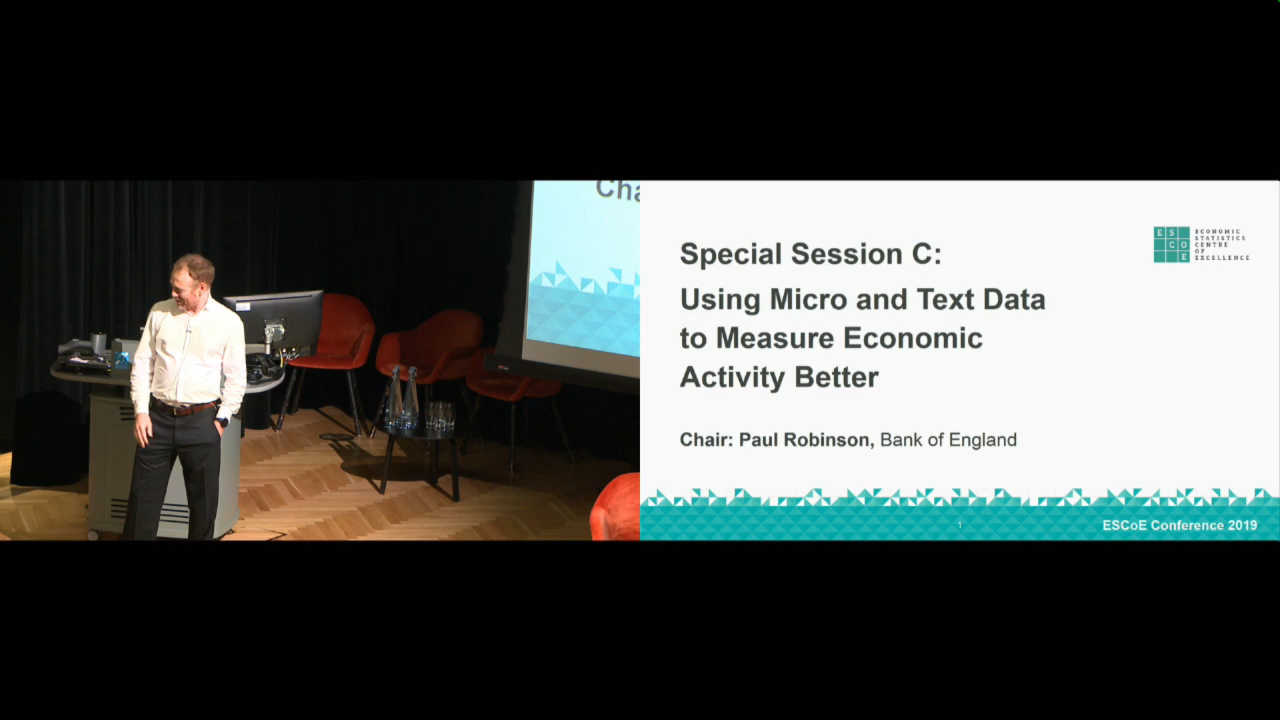 Cha
Special Session C:
Using Micro and Text Data
to Measure Economic
Activity Better
Chair: Paul Robinson, Bank of England
E S
C O
E
ECONOMIC
STATISTICS
CENTRE
OF
EXCELLENCE
1
ESCoE Conference 2019